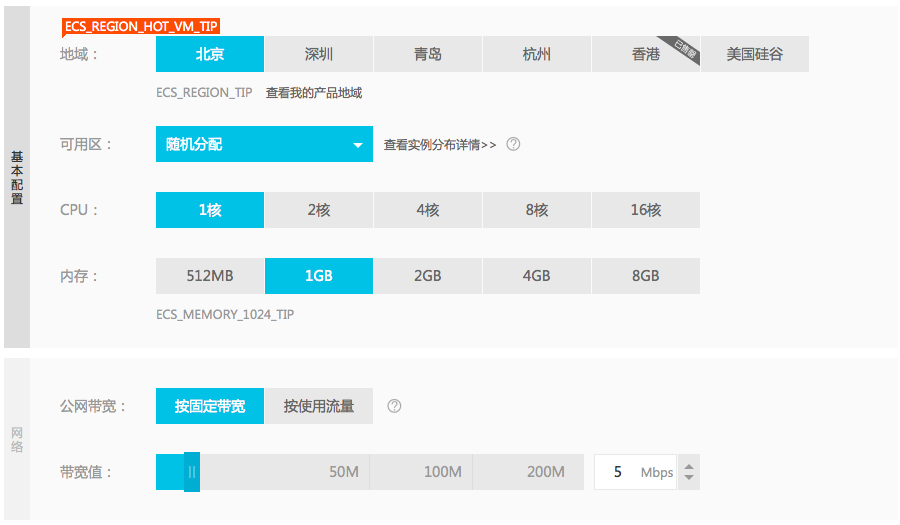 ECS_REGION_HOT_VM_TIP
地域： 北京 深圳 青岛 杭州 香港 已售罄 美国硅谷
ECS_REGION_TIP 查看我的产品地域
可用区： 随机分配 查看实例分布详情>> ?
基本配置
CPU： 1核 2核 4核 8核 16核
内存： 512MB 1GB 2GB 4GB 8GB
ECS_MEMORY_1024_TIP
公网带宽： 按固定带宽 按使用流量 ?
网络
带宽值： 50M 100M 200M 5 Mbps